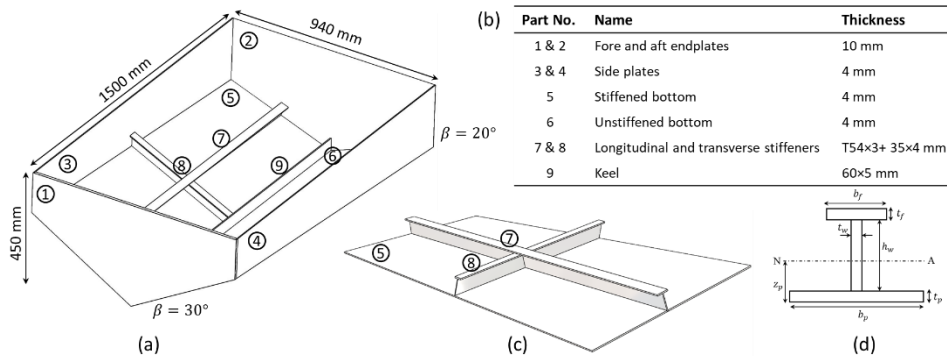 1500 mm
940 mm
②
⑤
⑦
③
⑧
⑨
⑥
①
④
450 mm
β = 20°
β = 30°
(a)
(b)
Part No. Name Thickness
1 & 2 Fore and aft endplates 10 mm
3 & 4 Side plates 4 mm
5 Stiffened bottom 4 mm
6 Unstiffened bottom 4 mm
7 & 8 Longitudinal and transverse stiffeners T54×3+ 35×4 mm
9 Keel 60×5 mm
⑤
⑦
⑧
(c)
b_f
t_f
t_w
h_w
N A
z_p
t_p
b_p
(d)